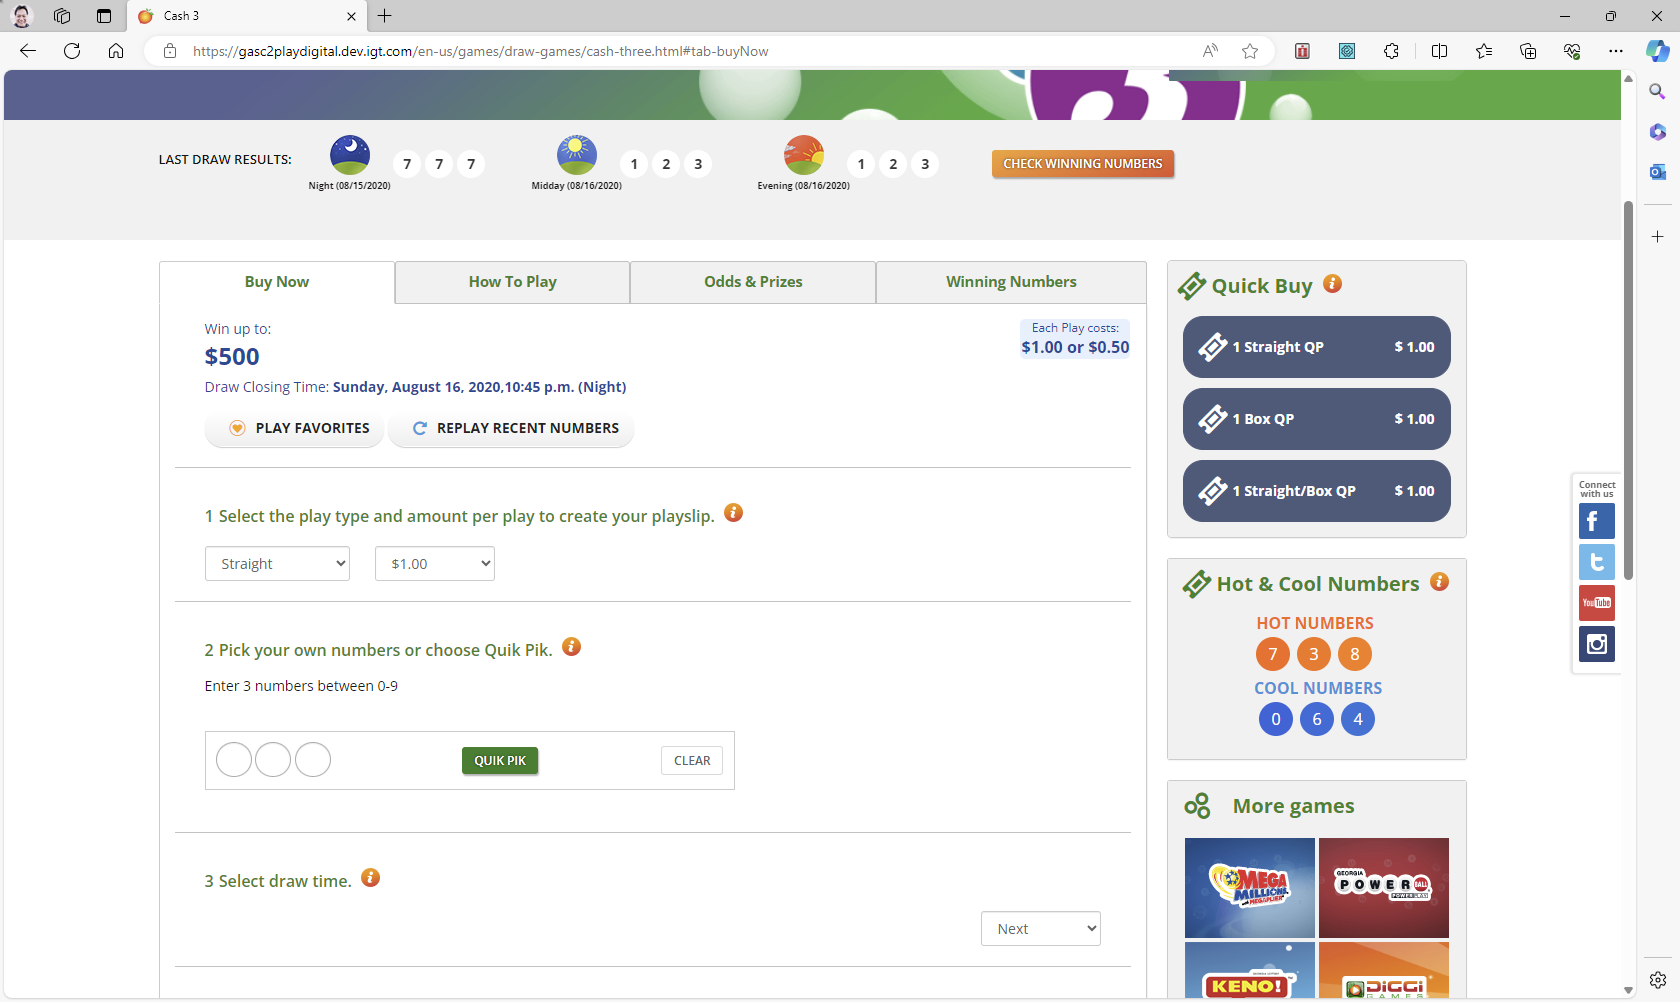 Cash 3
https://gasc2playdigital.dev.igt.com/en-us/games/draw-games/cash-three.html#tab-buyNow
3
LAST DRAW RESULTS:
7 7 7
Night (08/15/2020)
1 2 3
Midday (08/16/2020)
1 2 3
Evening (08/16/2020)
CHECK WINNING NUMBERS
Buy Now
How To Play
Odds & Prizes
Winning Numbers
Win up to:
$500
Draw Closing Time: Sunday, August 16, 2020,10:45 p.m. (Night)
Each Play costs:
$1.00 or $0.50
PLAY FAVORITES
REPLAY RECENT NUMBERS
1 Select the play type and amount per play to create your playslip.
Straight
$1.00
2 Pick your own numbers or choose Quik Pik.
Enter 3 numbers between 0-9
QUIK PIK
CLEAR
3 Select draw time.
Next
Quick Buy
1 Straight QP $ 1.00
1 Box QP $ 1.00
1 Straight/Box QP $ 1.00
Hot & Cool Numbers
HOT NUMBERS
7 3 8
COOL NUMBERS
0 6 4
More games
MEGA
MILLIONS
MEGAPLIER
GEORGIA
POWERBALL
KENO!
DIGGI
GAMES
Connect
with us
f
t
YouTube